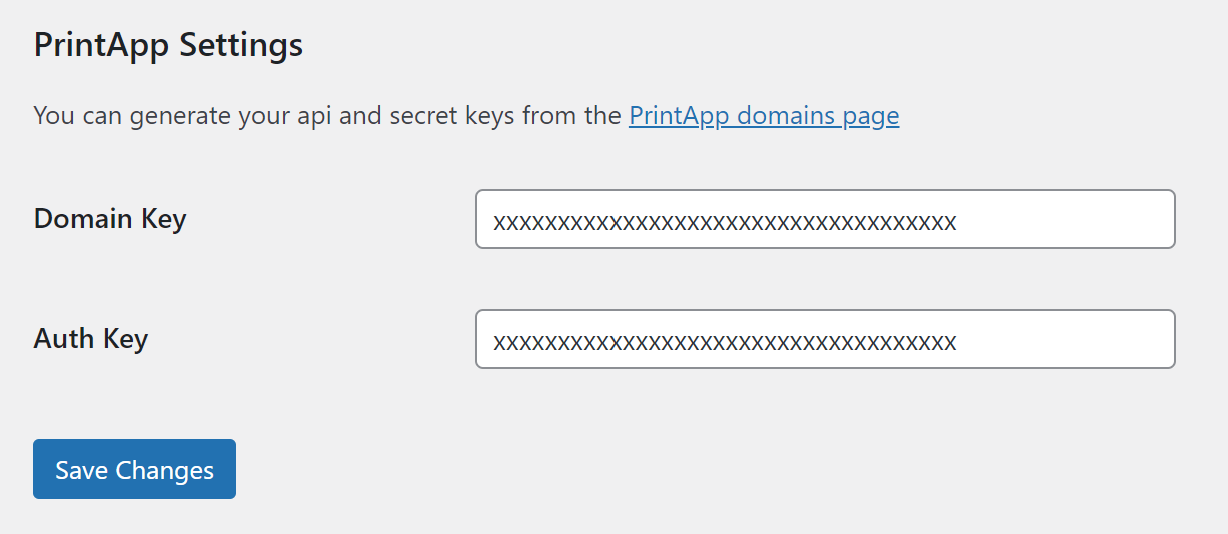 PrintApp Settings
You can generate your api and secret keys from the PrintApp domains page
Domain Key
xxxxxxxxxxxxxxxxxxxxxxxxxxxxxxxxxxxx
Auth Key
xxxxxxxxxxxxxxxxxxxxxxxxxxxxxxxxxxxx
Save Changes